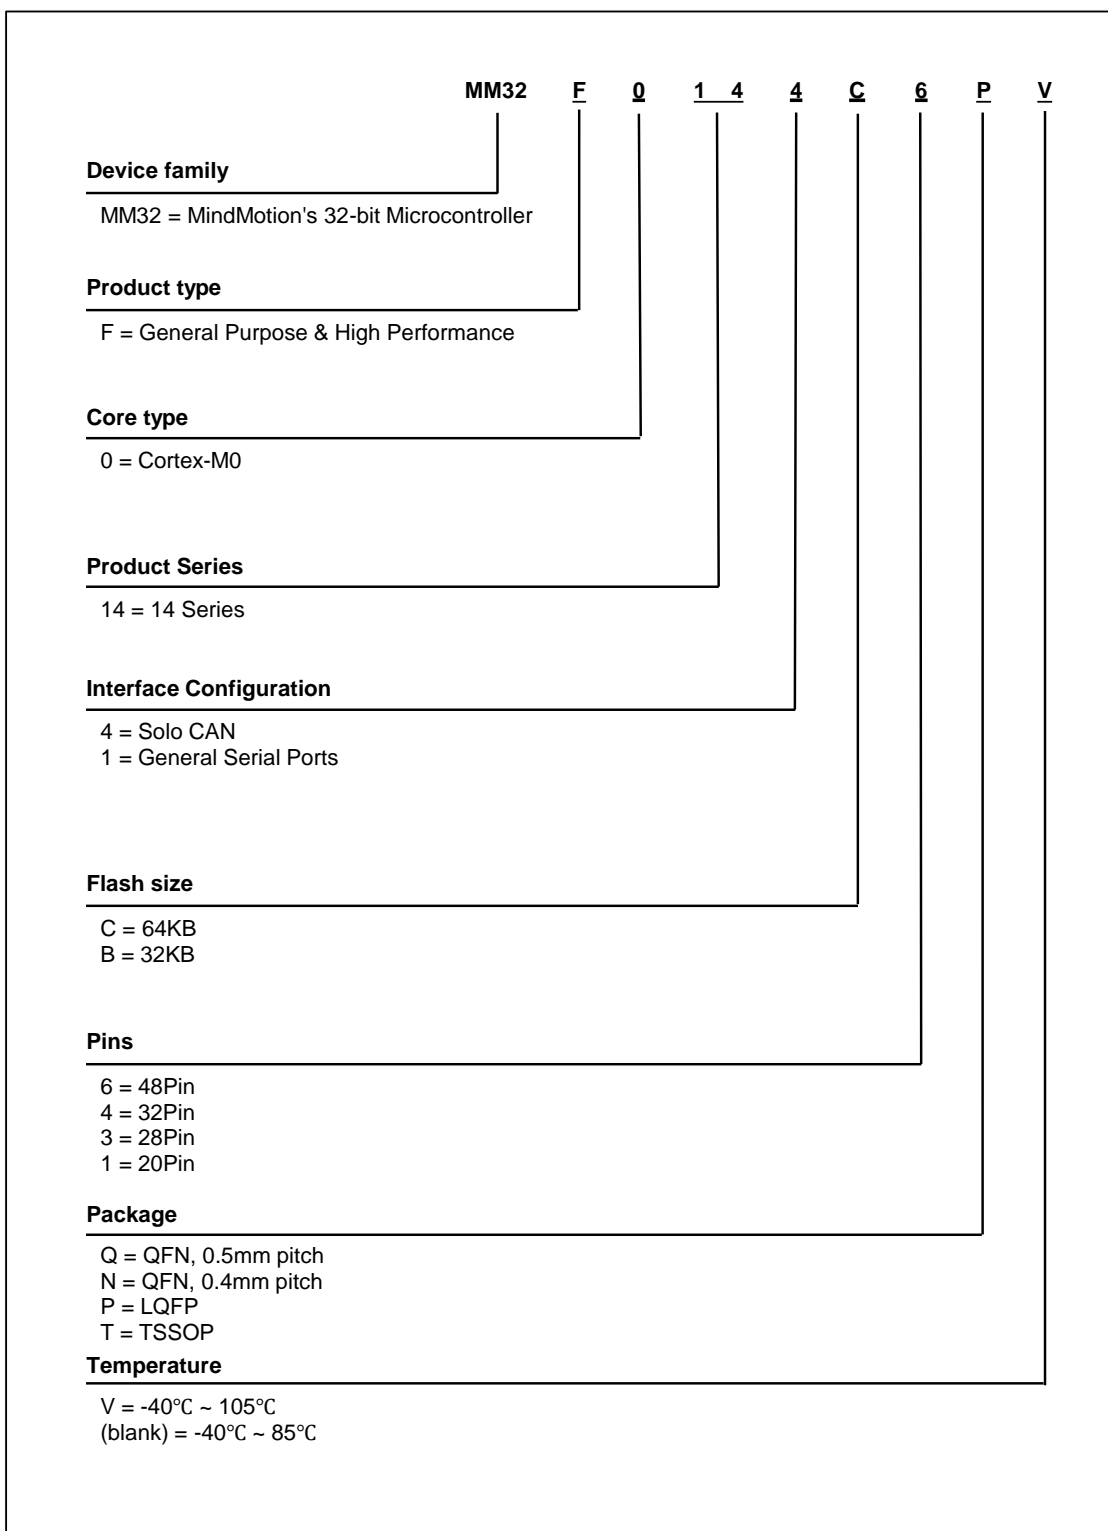 MM32 F 0 1 4 4 C 6 P V
Device family
MM32 = MindMotion's 32-bit Microcontroller
Product type
F = General Purpose & High Performance
Core type
0 = Cortex-M0
Product Series
14 = 14 Series
Interface Configuration
4 = Solo CAN
1 = General Serial Ports
Flash size
C = 64KB
B = 32KB
Pins
6 = 48Pin
4 = 32Pin
3 = 28Pin
1 = 20Pin
Package
Q = QFN, 0.5mm pitch
N = QFN, 0.4mm pitch
P = LQFP
T = TSSOP
Temperature
V = -40℃ ~ 105℃
(blank) = -40℃ ~ 85℃